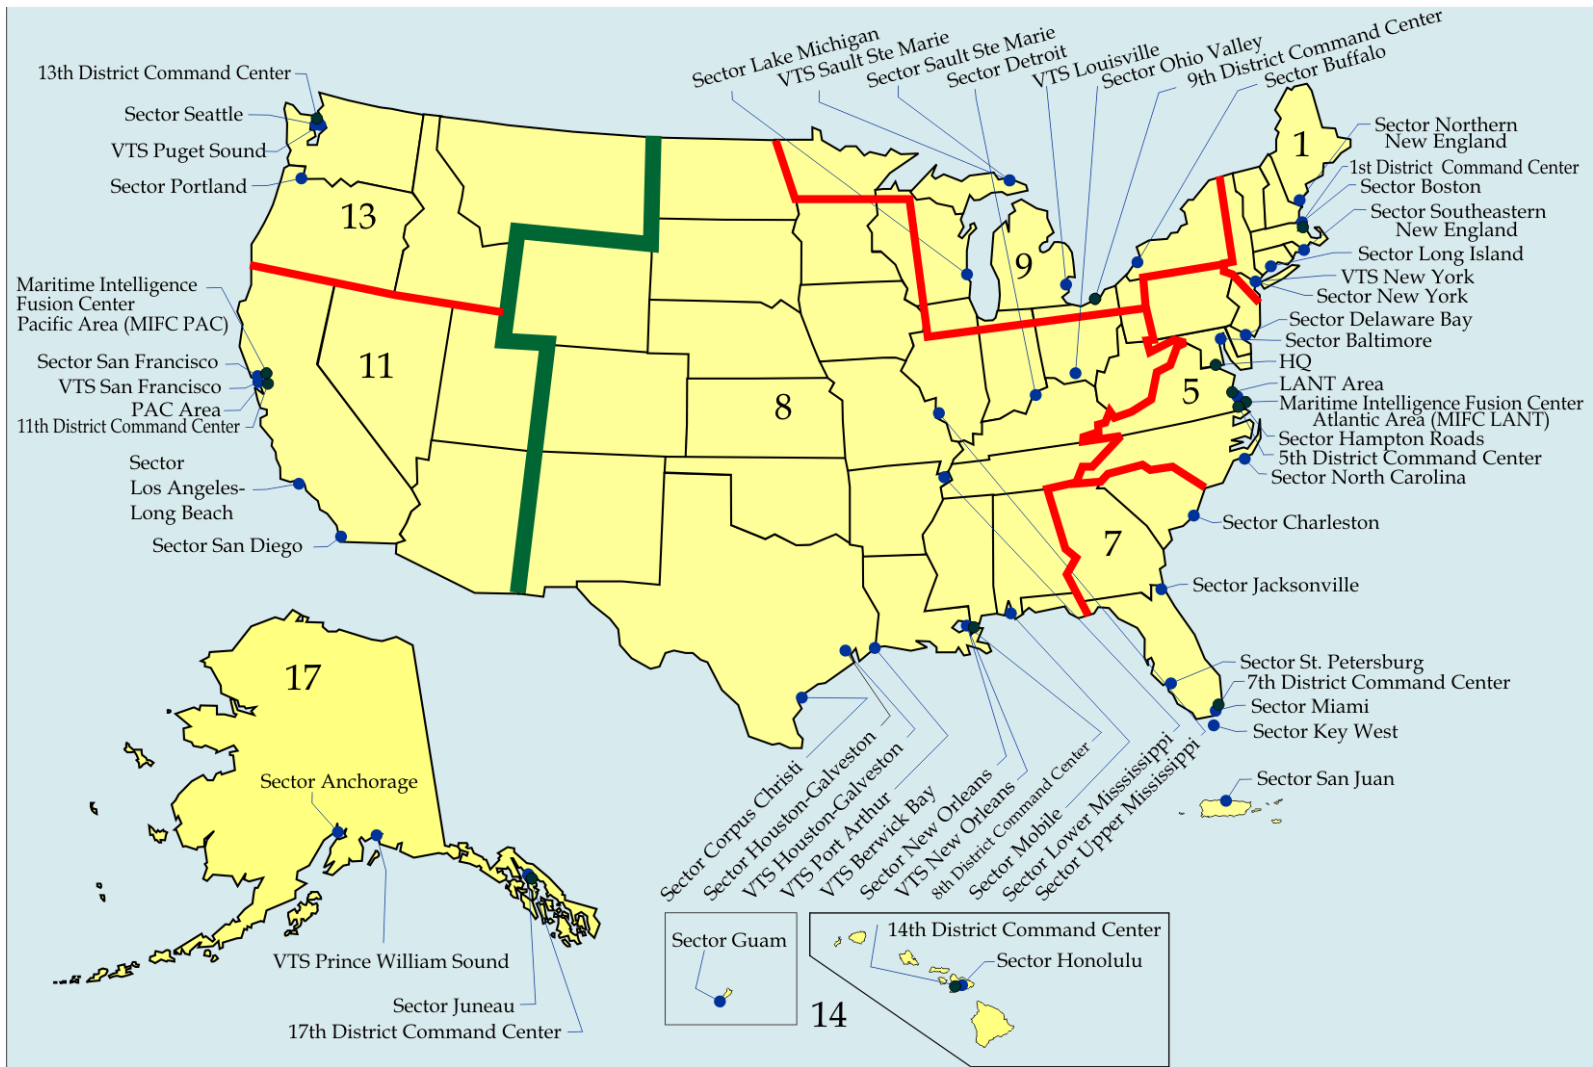 Sector Lake Michigan
VTS Sault Ste Marie
Sector Sault Ste Marie
Sector Detroit
VTS Louisville
Sector Ohio Valley
9th District Command Center
Sector Buffalo
13th District Command Center
Sector Seattle
VTS Puget Sound
Sector Portland
13
Maritime Intelligence
Fusion Center
Pacific Area (MIFC PAC)
Sector San Francisco
VTS San Francisco
PAC Area
11th District Command Center
Sector
Los Angeles-
Long Beach
Sector San Diego
11
8
9
1
5
7
Sector Northern
New England
1st District Command Center
Sector Boston
Sector Southeastern
New England
Sector Long Island
VTS New York
Sector New York
Sector Delaware Bay
Sector Baltimore
HQ
LANT Area
Maritime Intelligence Fusion Center
Atlantic Area (MIFC LANT)
Sector Hampton Roads
5th District Command Center
Sector North Carolina
Sector Charleston
Sector Jacksonville
Sector St. Petersburg
7th District Command Center
Sector Miami
Sector Key West
Sector San Juan
17
Sector Anchorage
VTS Prince William Sound
Sector Juneau
17th District Command Center
Sector Corpus Christi
Sector Houston-Galveston
VTS Houston-Galveston
VTS Port Arthur
VTS Berwick Bay
Sector New Orleans
VTS New Orleans
8th District Command Center
Sector Mobile
Sector Lower Mississippi
Sector Upper Mississippi
Sector Guam
14
14th District Command Center
Sector Honolulu